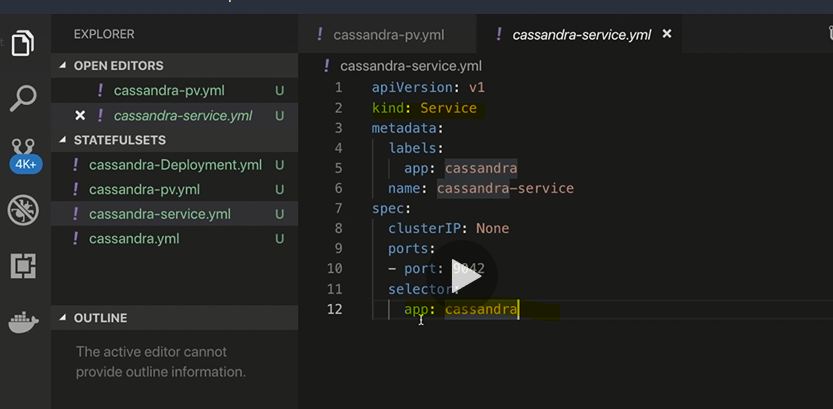 EXPLORER
OPEN EDITORS
cassandra-pv.yml U
cassandra-service.yml U
STATEFULSETS
cassandra-Deployment.yml U
cassandra-pv.yml U
cassandra-service.yml U
cassandra.yml U
OUTLINE
The active editor cannot
provide outline information.
4K+
cassandra-pv.yml
cassandra-service.yml
cassandra-service.yml
1 apiVersion: v1
2 kind: Service
3 metadata:
4 labels:
5 app: cassandra
6 name: cassandra-service
7 spec:
8 clusterIP: None
9 ports:
10 - port: 9042
11 selector:
12 app: cassandra